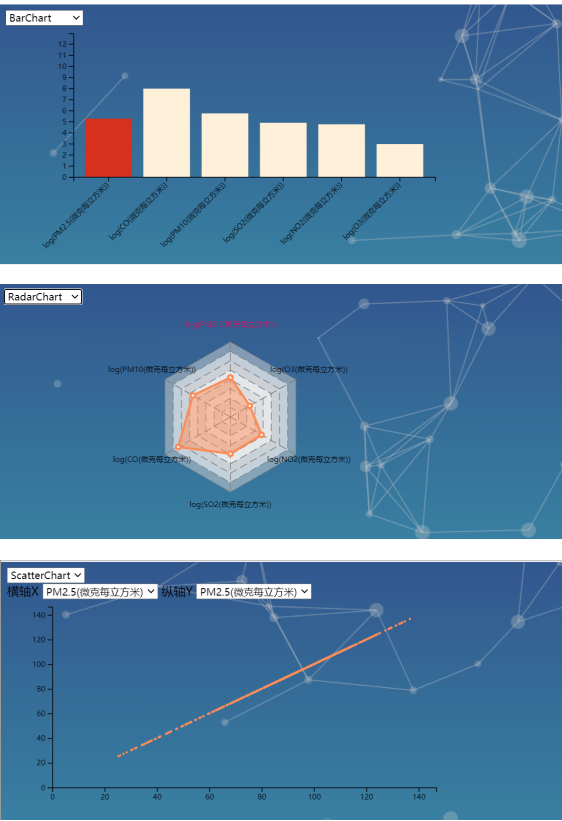 BarChart
12
11
10
9
8
7
6
5
4
3
2
1
0
log(PM2.5(微克每立方米))
log(CO(微克每立方米))
log(PM10(微克每立方米))
log(SO2(微克每立方米))
log(NO2(微克每立方米))
log(O3(微克每立方米))
RadarChart
log(PM10(微克每立方米))
log(O3(微克每立方米))
log(CO(微克每立方米))
log(NO2(微克每立方米))
log(SO2(微克每立方米))
ScatterChart
横轴X PM2.5(微克每立方米) 纵轴Y PM2.5(微克每立方米)
140
120
100
80
60
40
20
0
0 20 40 60 80 100 120 140